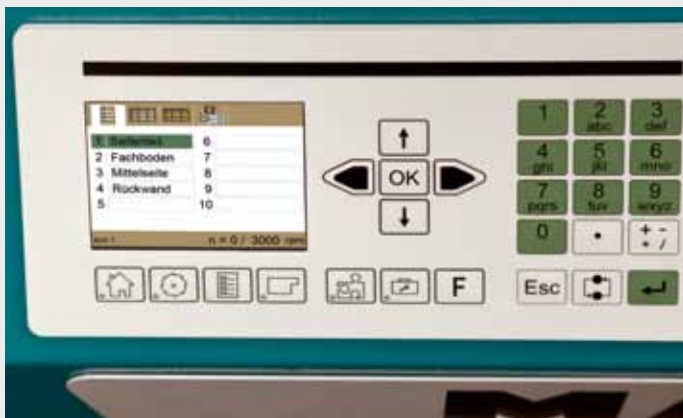 1 Seitenteil 6
2 Fachboden 7
3 Mittelseite 8
4 Rückwand 9
5 10
n = 0 / 3000 rpm
OK
F
1 2 3
abc def
4 5 6
ghi jkl mno
7 8 9
pqrs tuv wxyz
0 . + -
* /
Esc